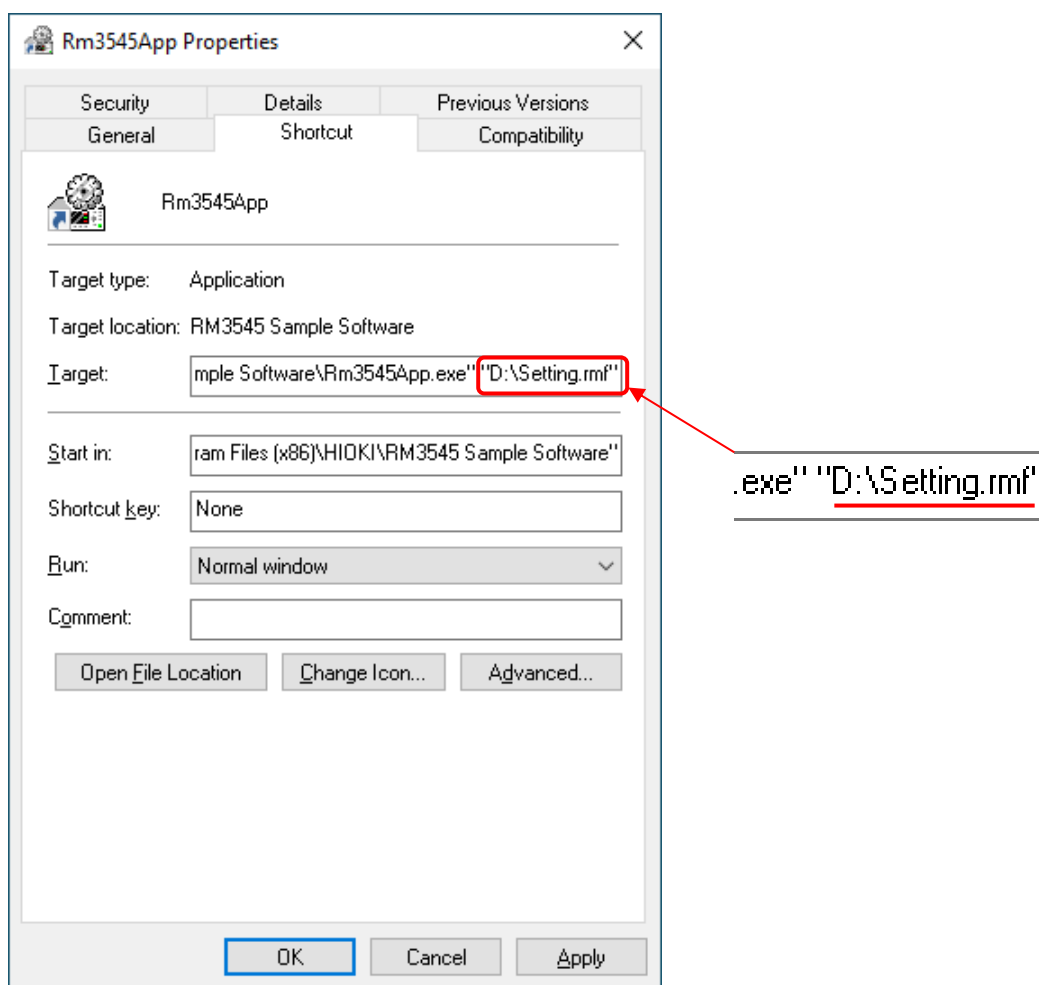 Rm3545App Properties
Security Details Previous Versions
General Shortcut Compatibility
Rm3545App
Target type: Application
Target location: RM3545 Sample Software
Target: mple Software\Rm3545App.exe" "D:\Setting.rmf"
Start in: ram Files (x86)\HIOKI\RM3545 Sample Software"
.exe" "D:\Setting.rmf"
Shortcut key: None
Run: Normal window
Comment:
Open File Location Change Icon... Advanced...
OK Cancel Apply